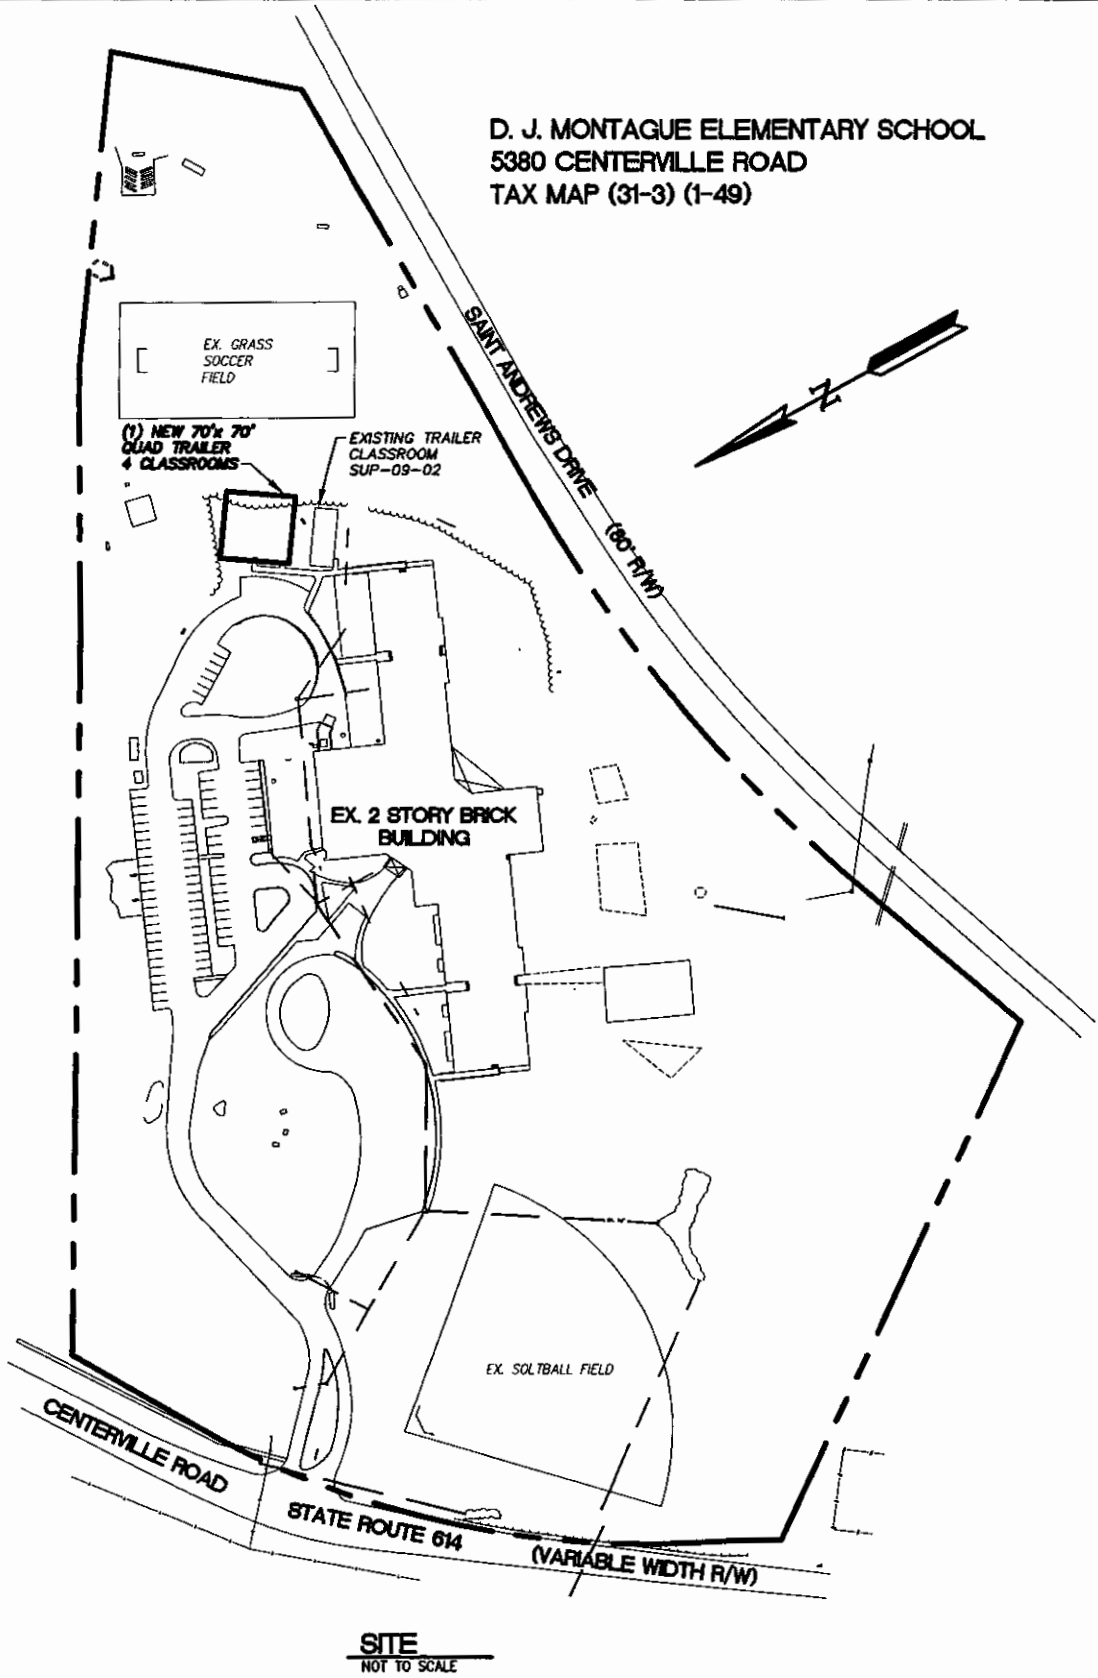 D. J. MONTAGUE ELEMENTARY SCHOOL
5380 CENTERVILLE ROAD
TAX MAP (31-3) (1-49)
SAINT ANDREWS DRIVE (80' R/W)
N
EX. GRASS
SOCCER
FIELD
(1) NEW 70'x 70'
QUAD TRAILER
4 CLASSROOMS
EXISTING TRAILER
CLASSROOM
SUP-09-02
EX. 2 STORY BRICK
BUILDING
EX. SOLTBALL FIELD
CENTERVILLE ROAD
STATE ROUTE 614
(VARIABLE WIDTH R/W)
SITE
NOT TO SCALE